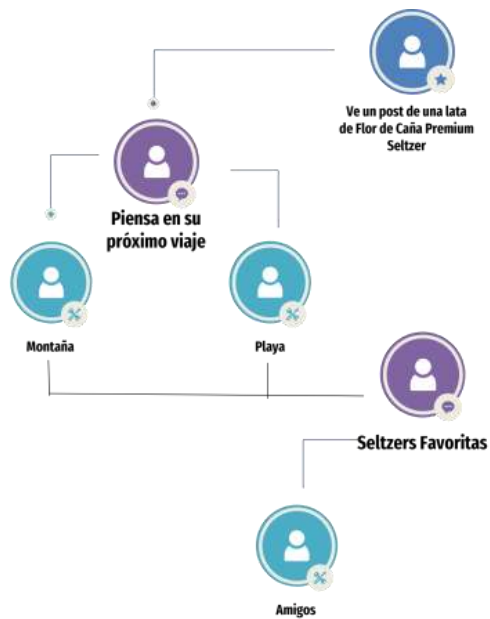 Ve un post de una lata
de Flor de Caña Premium
Seltzer
Piensa en su
próximo viaje
Montaña
Playa
Seltzers Favoritas
Amigos